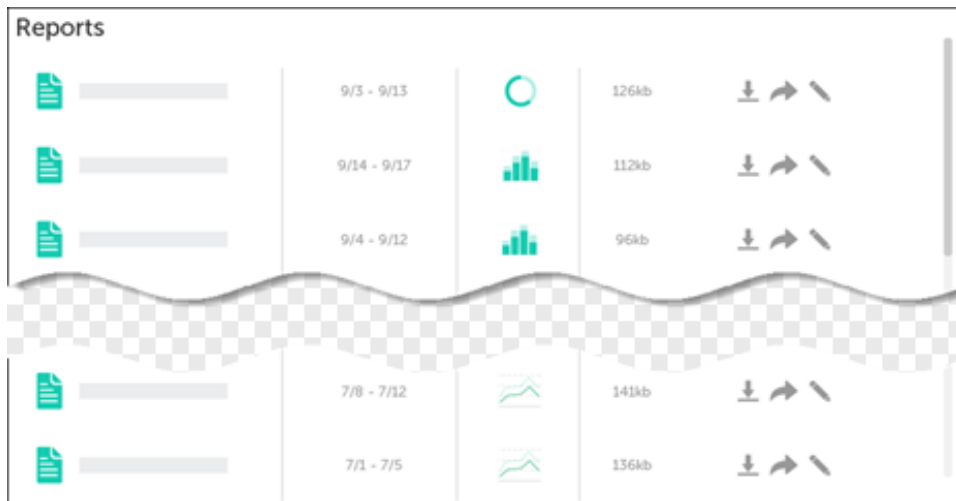 Reports
9/3 - 9/13 126kb
9/14 - 9/17 112kb
9/4 - 9/12 96kb
7/8 - 7/12 141kb
7/1 - 7/5 136kb